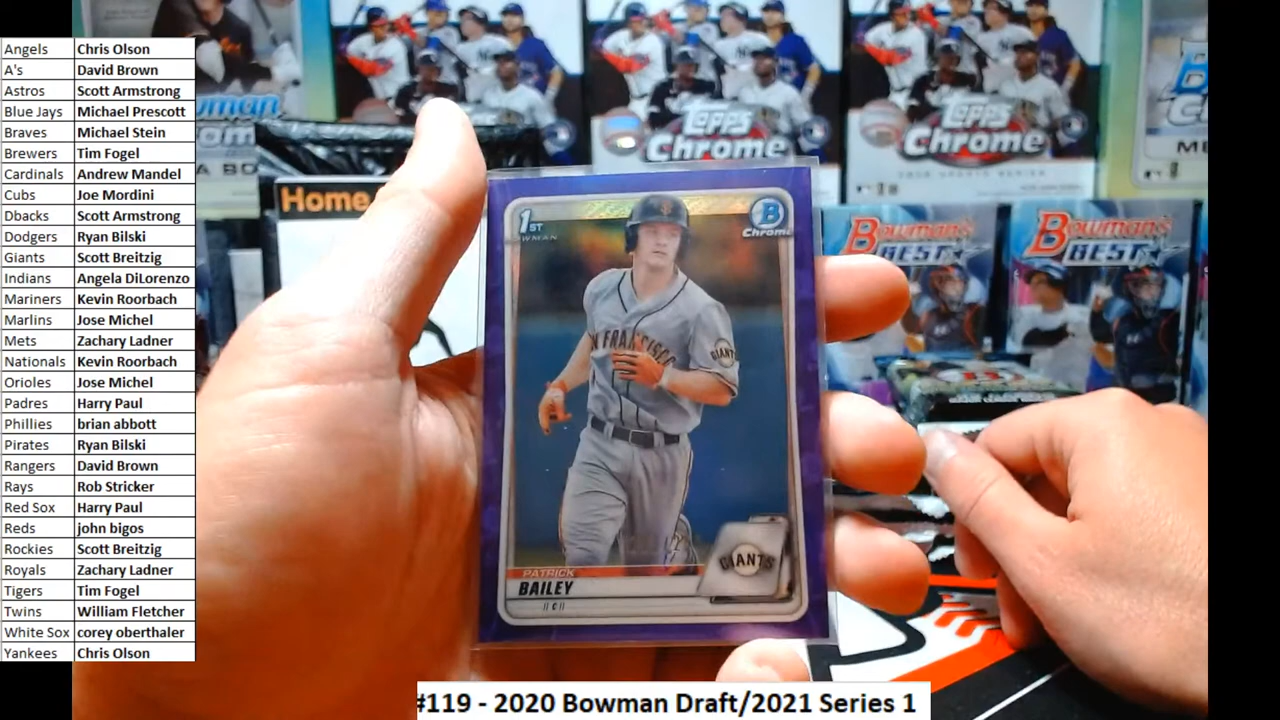 Angels Chris Olson
A's David Brown
Astros Scott Armstrong
Blue Jays Michael Prescott
Braves Michael Stein
Brewers Tim Fogel
Cardinals Andrew Mandel
Cubs Joe Mordini
Dbacks Scott Armstrong
Dodgers Ryan Bilski
Giants Scott Breitzig
Indians Angela DiLorenzo
Mariners Kevin Roorbach
Marlins Jose Michel
Mets Zachary Ladner
Nationals Kevin Roorbach
Orioles Jose Michel
Padres Harry Paul
Phillies brian abbott
Pirates Ryan Bilski
Rangers David Brown
Rays Rob Stricker
Red Sox Harry Paul
Reds john bigos
Rockies Scott Breitzig
Royals Zachary Ladner
Tigers Tim Fogel
Twins William Fletcher
White Sox corey oberthaler
Yankees Chris Olson
Topps Chrome
Topps Chrome
Home
Bowman's BEST
Bowman's BEST
1ST BOWMAN
B Chrome
SAN FRANCISCO
GIANTS
GIANTS
PATRICK
BAILEY
|| C ||
#119 - 2020 Bowman Draft/2021 Series 1